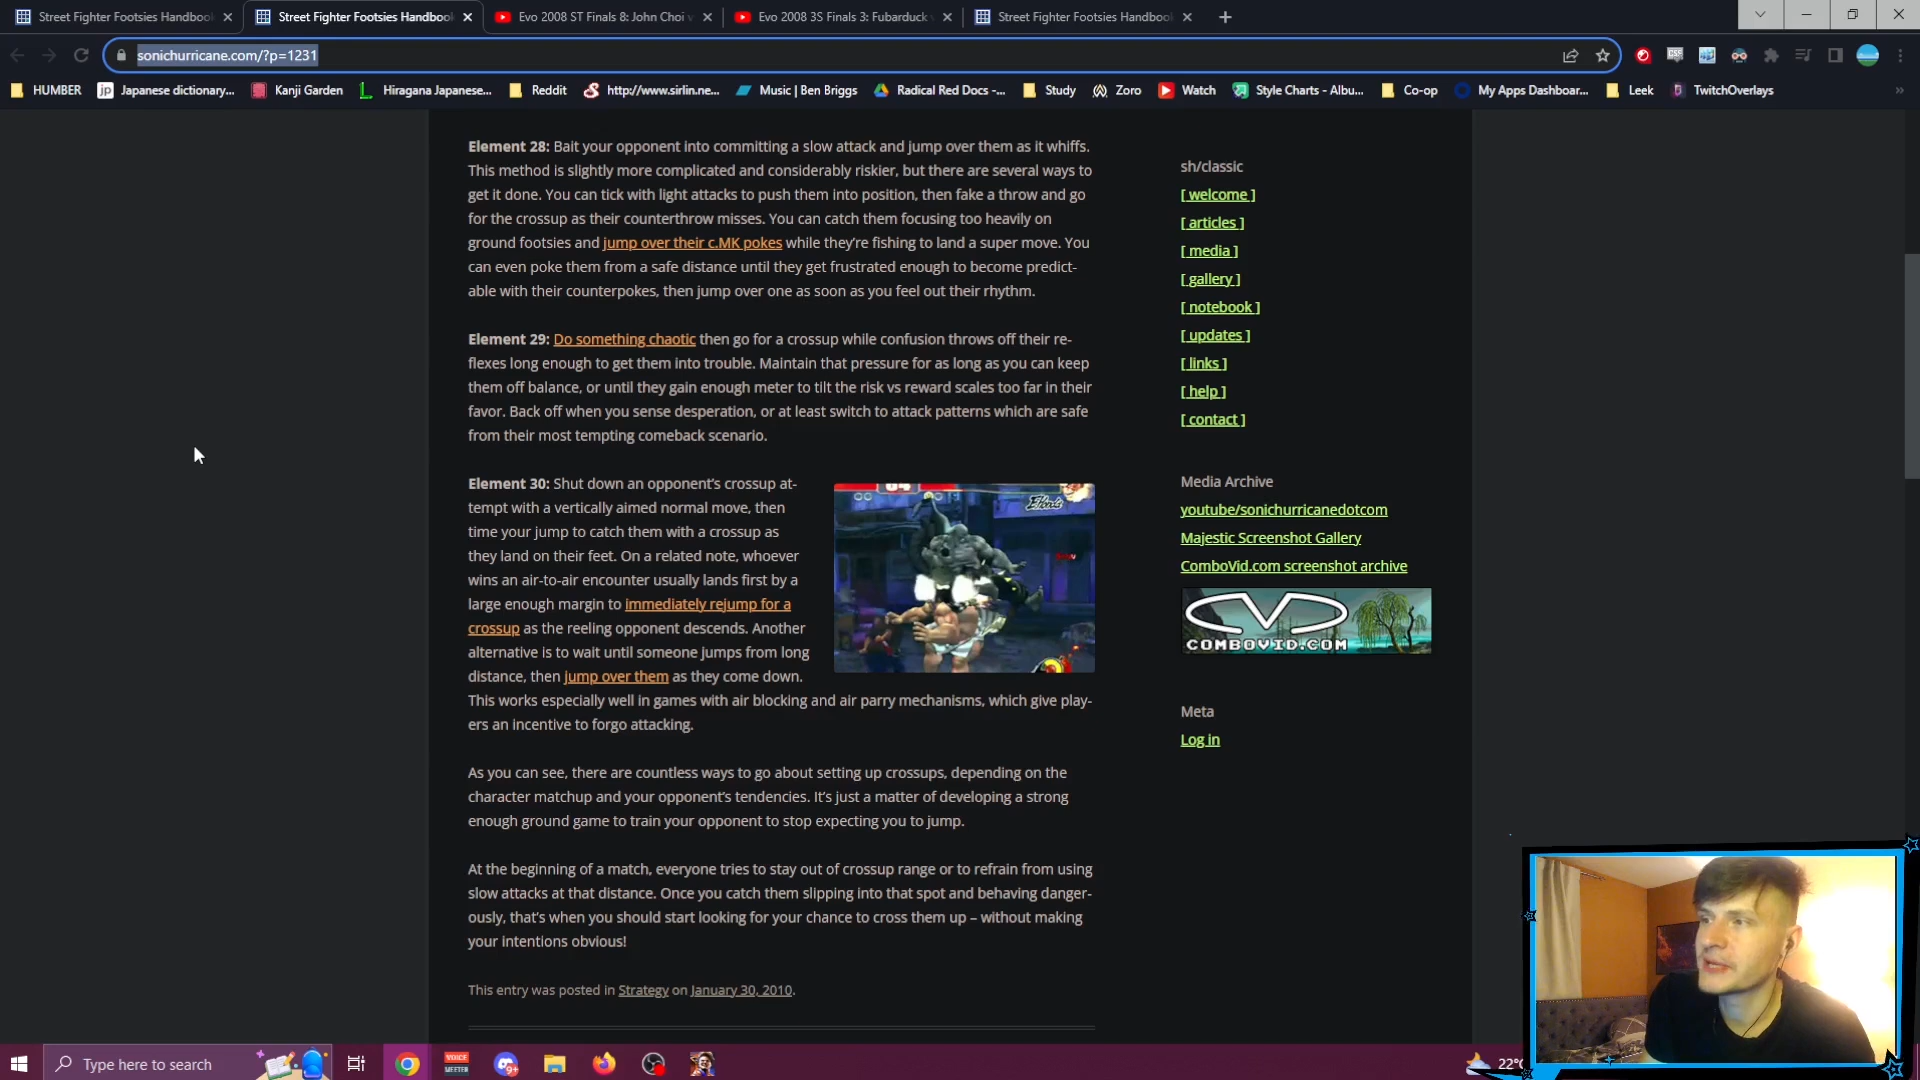 Street Fighter Footsies Handbook
Street Fighter Footsies Handbook
Evo 2008 ST Finals 8: John Choi v
Evo 2008 3S Finals 3: Fubarduck v
Street Fighter Footsies Handbook
sonichurricane.com/?p=1231
HUMBER
Japanese dictionary...
Kanji Garden
Hiragana Japanese...
Reddit
http://www.sirlin.ne...
Music | Ben Briggs
Radical Red Docs -...
Study
Zoro
Watch
Style Charts - Albu...
Co-op
My Apps Dashboar...
Leek
TwitchOverlays
Element 28: Bait your opponent into committing a slow attack and jump over them as it whiffs.
This method is slightly more complicated and considerably riskier, but there are several ways to
get it done. You can tick with light attacks to push them into position, then fake a throw and go
for the crossup as their counterthrow misses. You can catch them focusing too heavily on
ground footsies and jump over their c.MK pokes while they're fishing to land a super move. You
can even poke them from a safe distance until they get frustrated enough to become predict-
able with their counterpokes, then jump over one as soon as you feel out their rhythm.
Element 29: Do something chaotic then go for a crossup while confusion throws off their re-
flexes long enough to get them into trouble. Maintain that pressure for as long as you can keep
them off balance, or until they gain enough meter to tilt the risk vs reward scales too far in their
favor. Back off when you sense desperation, or at least switch to attack patterns which are safe
from their most tempting comeback scenario.
Element 30: Shut down an opponent's crossup at-
tempt with a vertically aimed normal move, then
time your jump to catch them with a crossup as
they land on their feet. On a related note, whoever
wins an air-to-air encounter usually lands first by a
large enough margin to immediately rejump for a
crossup as the reeling opponent descends. Another
alternative is to wait until someone jumps from long
distance, then jump over them as they come down.
This works especially well in games with air blocking and air parry mechanisms, which give play-
ers an incentive to forgo attacking.
As you can see, there are countless ways to go about setting up crossups, depending on the
character matchup and your opponent's tendencies. It's just a matter of developing a strong
enough ground game to train your opponent to stop expecting you to jump.
At the beginning of a match, everyone tries to stay out of crossup range or to refrain from using
slow attacks at that distance. Once you catch them slipping into that spot and behaving danger-
ously, that's when you should start looking for your chance to cross them up – without making
your intentions obvious!
This entry was posted in Strategy on January 30, 2010.
sh/classic
[ welcome ]
[ articles ]
[ media ]
[ gallery ]
[ notebook ]
[ updates ]
[ links ]
[ help ]
[ contact ]
Media Archive
youtube/sonichurricanedotcom
Majestic Screenshot Gallery
ComboVid.com screenshot archive
COMBOVID.COM
Meta
Log in
Type here to search
VOICE
MEETER
22°